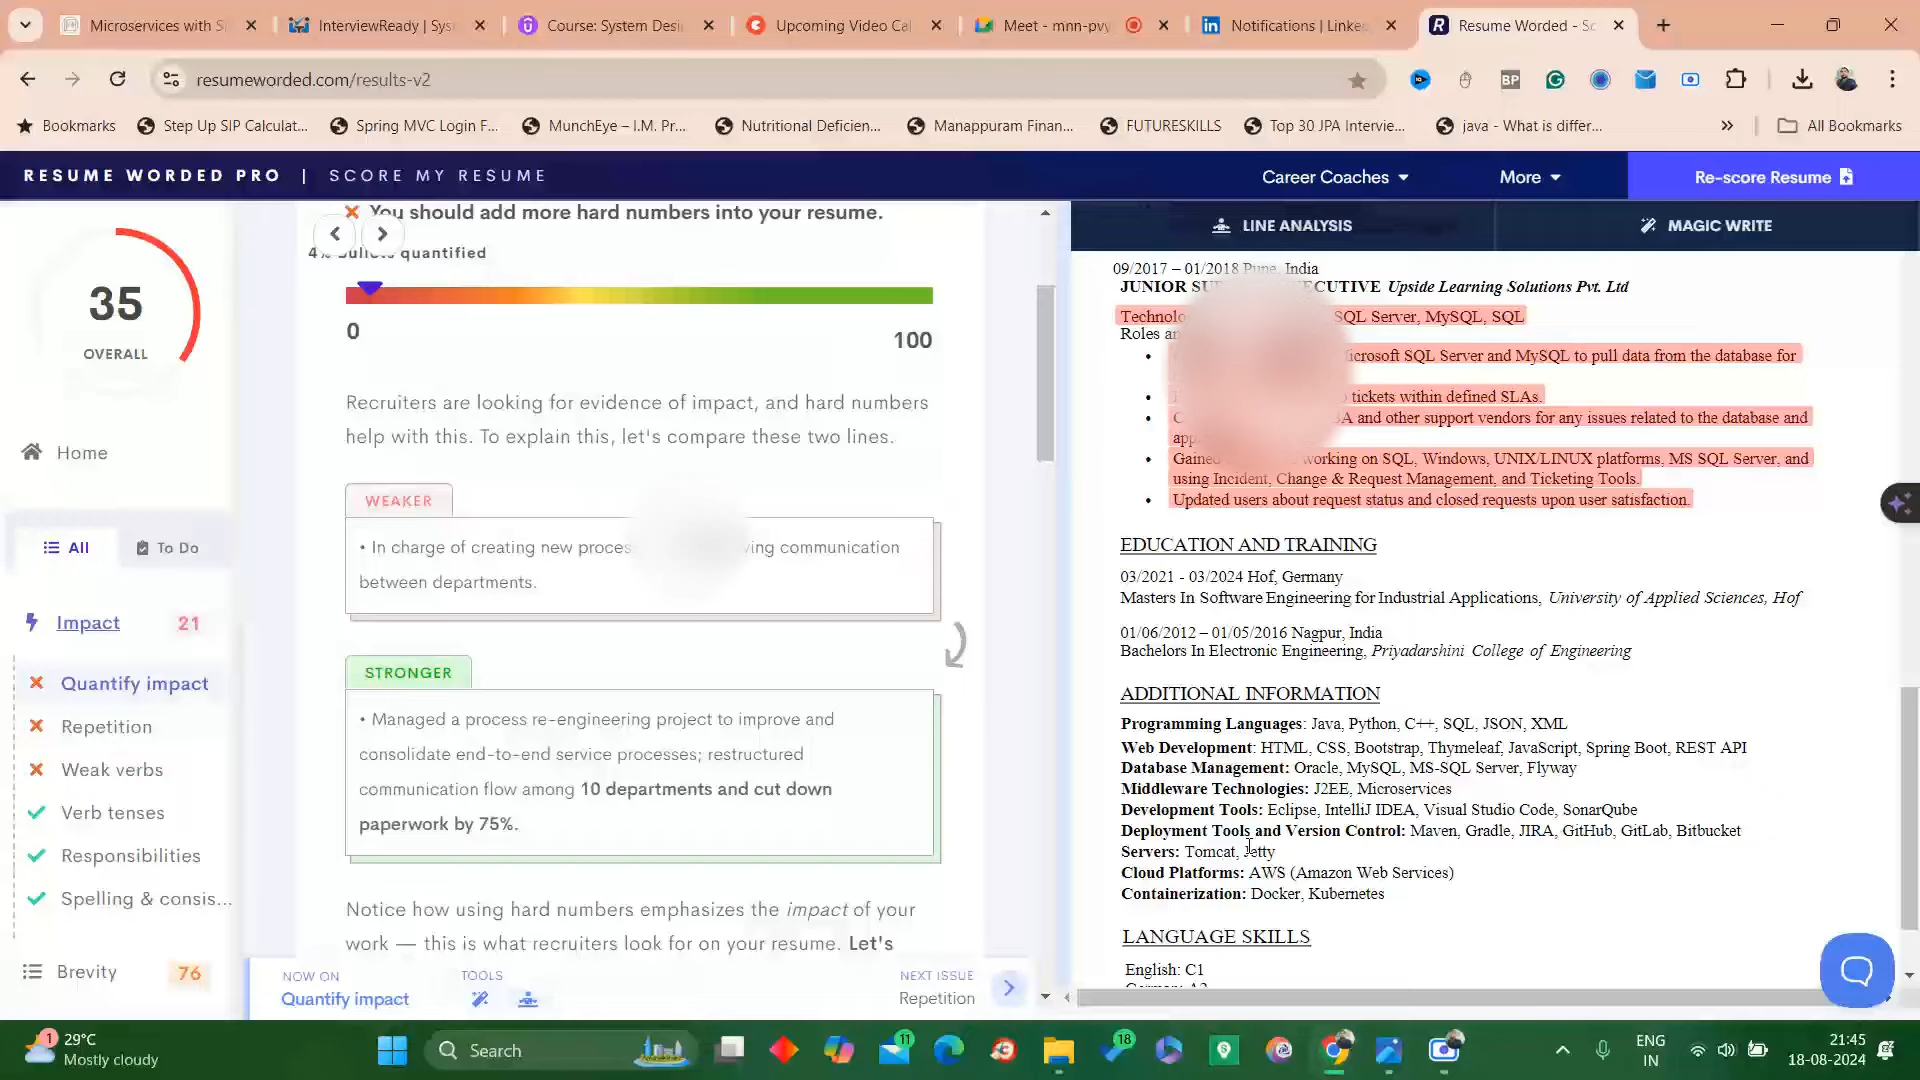 Microservices with S
InterviewReady | Sys
Course: System Desi
Upcoming Video Cal
Meet - mnn-pvy
Notifications | Linke
Resume Worded - Sc
resumeworded.com/results-v2
Bookmarks
Step Up SIP Calculat...
Spring MVC Login F...
MunchEye – I.M. Pr...
Nutritional Deficien...
Manappuram Finan...
FUTURESKILLS
Top 30 JPA Intervie...
java - What is differ...
All Bookmarks
RESUME WORDED PRO | SCORE MY RESUME
Career Coaches
More
Re-score Resume
35
OVERALL
Home
All
To Do
Impact 21
Quantify impact
Repetition
Weak verbs
Verb tenses
Responsibilities
Spelling & consis...
Brevity 76
You should add more hard numbers into your resume.
4% bullets quantified
0
100
Recruiters are looking for evidence of impact, and hard numbers
help with this. To explain this, let's compare these two lines.
WEAKER
• In charge of creating new proces ving communication
between departments.
STRONGER
• Managed a process re-engineering project to improve and
consolidate end-to-end service processes; restructured
communication flow among 10 departments and cut down
paperwork by 75%.
Notice how using hard numbers emphasizes the impact of your
work — this is what recruiters look for on your resume. Let's
NOW ON
Quantify impact
TOOLS
NEXT ISSUE
Repetition
LINE ANALYSIS
MAGIC WRITE
09/2017 – 01/2018 Pune, India
JUNIOR SU ECUTIVE Upside Learning Solutions Pvt. Ltd
Technolo SQL Server, MySQL, SQL
Roles an
• icrosoft SQL Server and MySQL to pull data from the database for
• tickets within defined SLAs.
• and other support vendors for any issues related to the database and
app
• Gained working on SQL, Windows, UNIX/LINUX platforms, MS SQL Server, and
using Incident, Change & Request Management, and Ticketing Tools.
• Updated users about request status and closed requests upon user satisfaction.
EDUCATION AND TRAINING
03/2021 - 03/2024 Hof, Germany
Masters In Software Engineering for Industrial Applications, University of Applied Sciences, Hof
01/06/2012 – 01/05/2016 Nagpur, India
Bachelors In Electronic Engineering, Priyadarshini College of Engineering
ADDITIONAL INFORMATION
Programming Languages: Java, Python, C++, SQL, JSON, XML
Web Development: HTML, CSS, Bootstrap, Thymeleaf, JavaScript, Spring Boot, REST API
Database Management: Oracle, MySQL, MS-SQL Server, Flyway
Middleware Technologies: J2EE, Microservices
Development Tools: Eclipse, IntelliJ IDEA, Visual Studio Code, SonarQube
Deployment Tools and Version Control: Maven, Gradle, JIRA, GitHub, GitLab, Bitbucket
Servers: Tomcat, Jetty
Cloud Platforms: AWS (Amazon Web Services)
Containerization: Docker, Kubernetes
LANGUAGE SKILLS
English: C1
German: A2
1
29°C
Mostly cloudy
Search
11
18
ENG
IN
21:45
18-08-2024